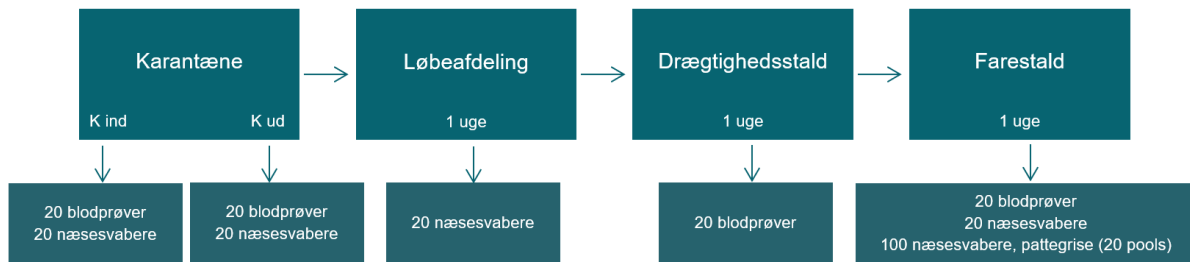 Karantæne
K ind
K ud
Løbeafdeling
1 uge
Drægtighedsstald
1 uge
Farestald
1 uge
20 blodprøver
20 næsesvabere
20 blodprøver
20 næsesvabere
20 næsesvabere
20 blodprøver
20 blodprøver
20 næsesvabere
100 næsesvabere, pattegrise (20 pools)